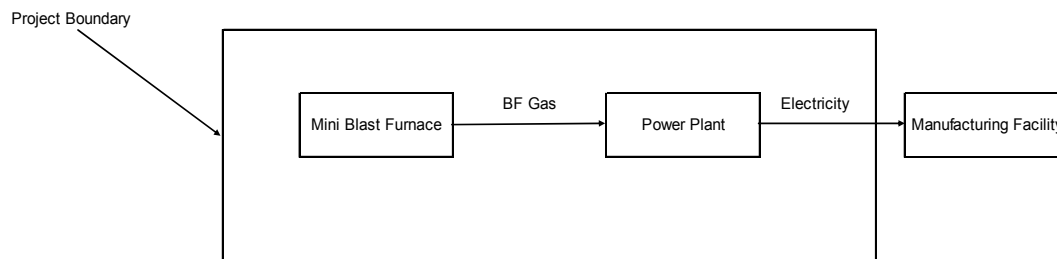 Project Boundary
BF Gas
Electricity
Mini Blast Furnace
Power Plant
Manufacturing Facility